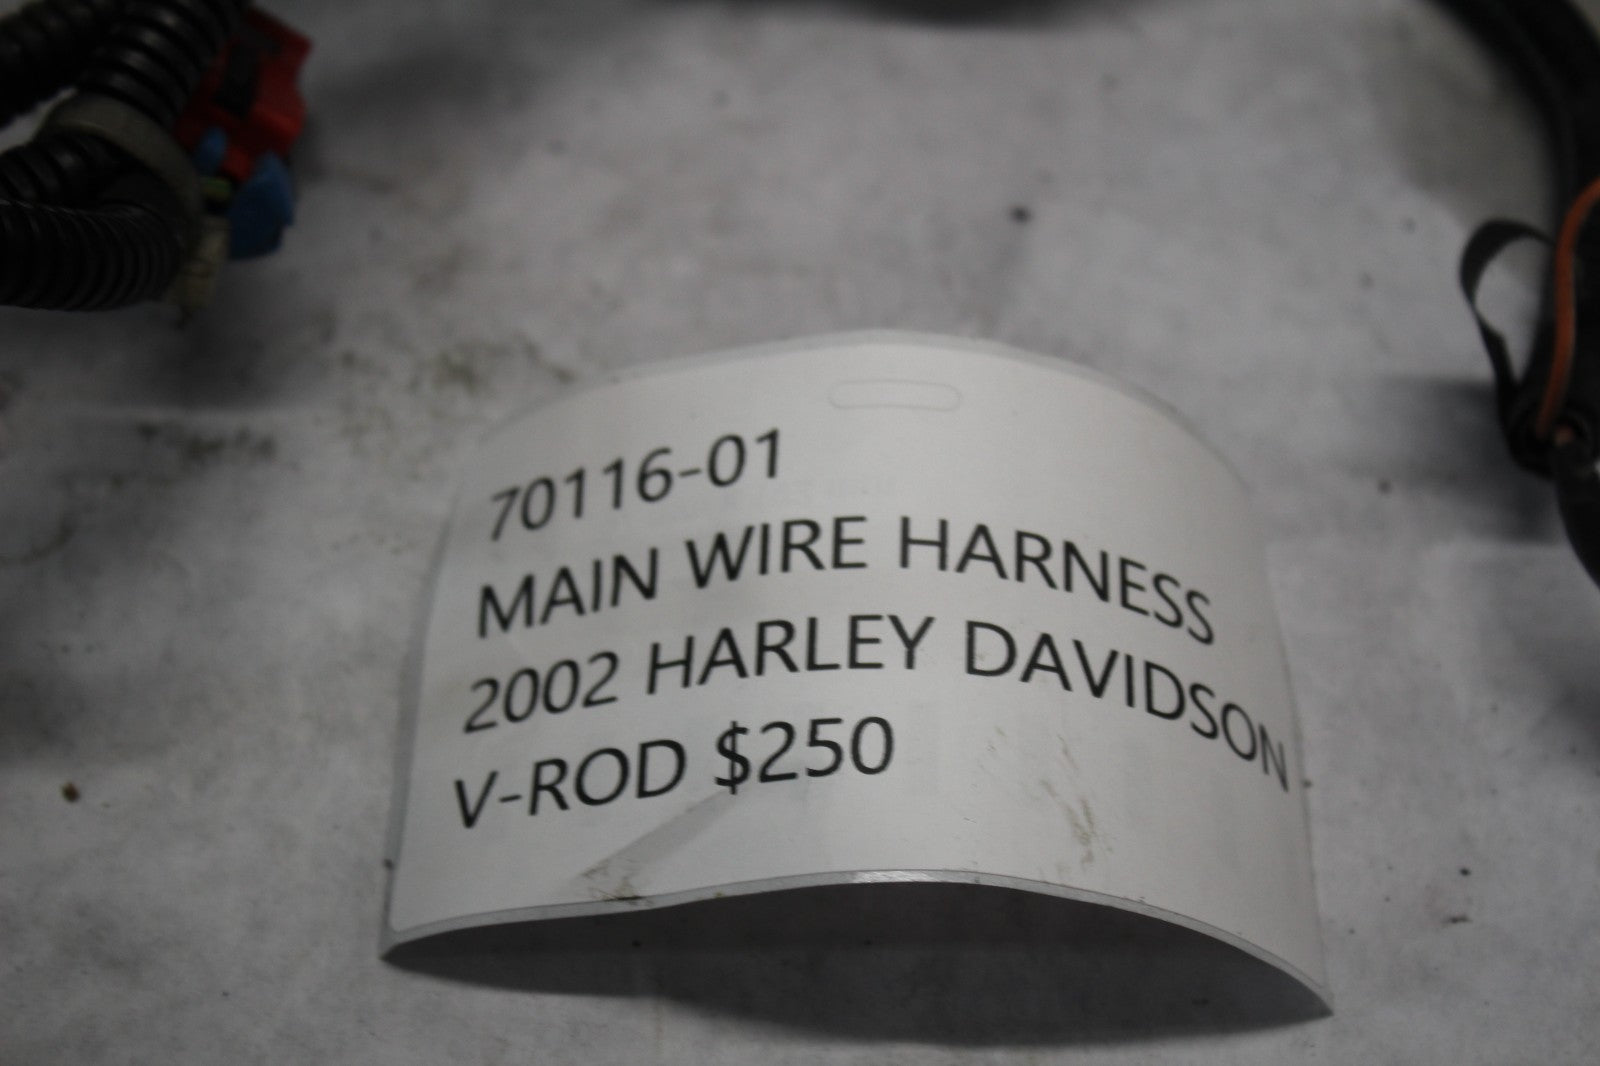 70116-01
MAIN WIRE HARNESS
2002 HARLEY DAVIDSON
V-ROD $250